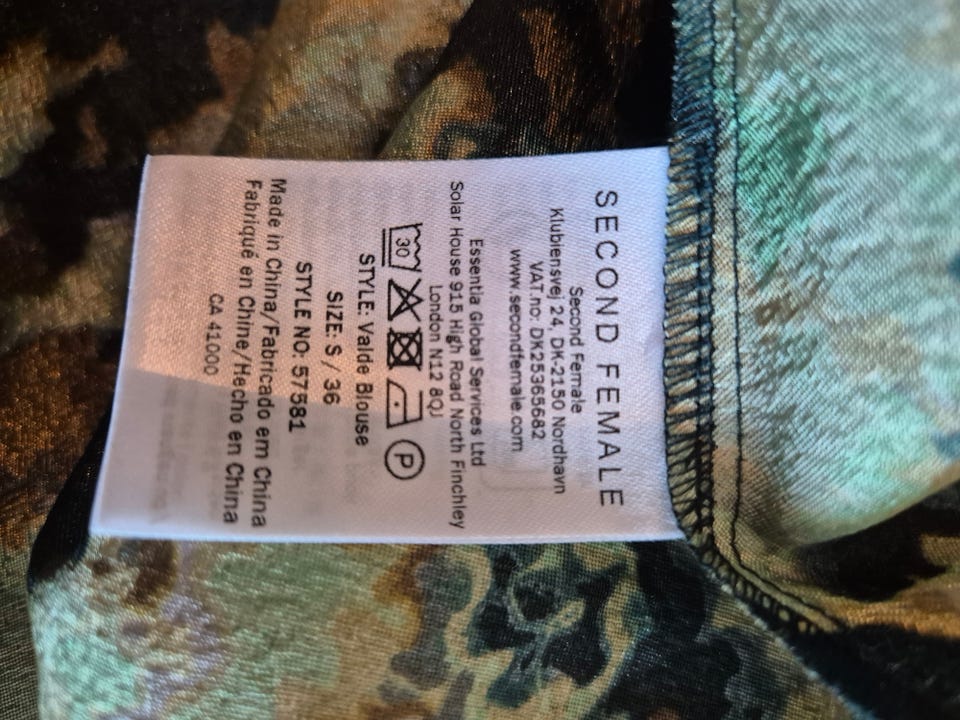 SECOND FEMALE
Second Female
Klubiensvej 24, DK-2150 Nordhavn
VAT.no: DK25365682
www.secondfemale.com
Essentia Global Services Ltd
Solar House 915 High Road North Finchley
London N12 8QJ
30
P
STYLE: Valde Blouse
SIZE: S / 36
STYLE NO: 57581
Made in China/Fabricado em China
Fabriqué en Chine/Hecho en China
CA 41000